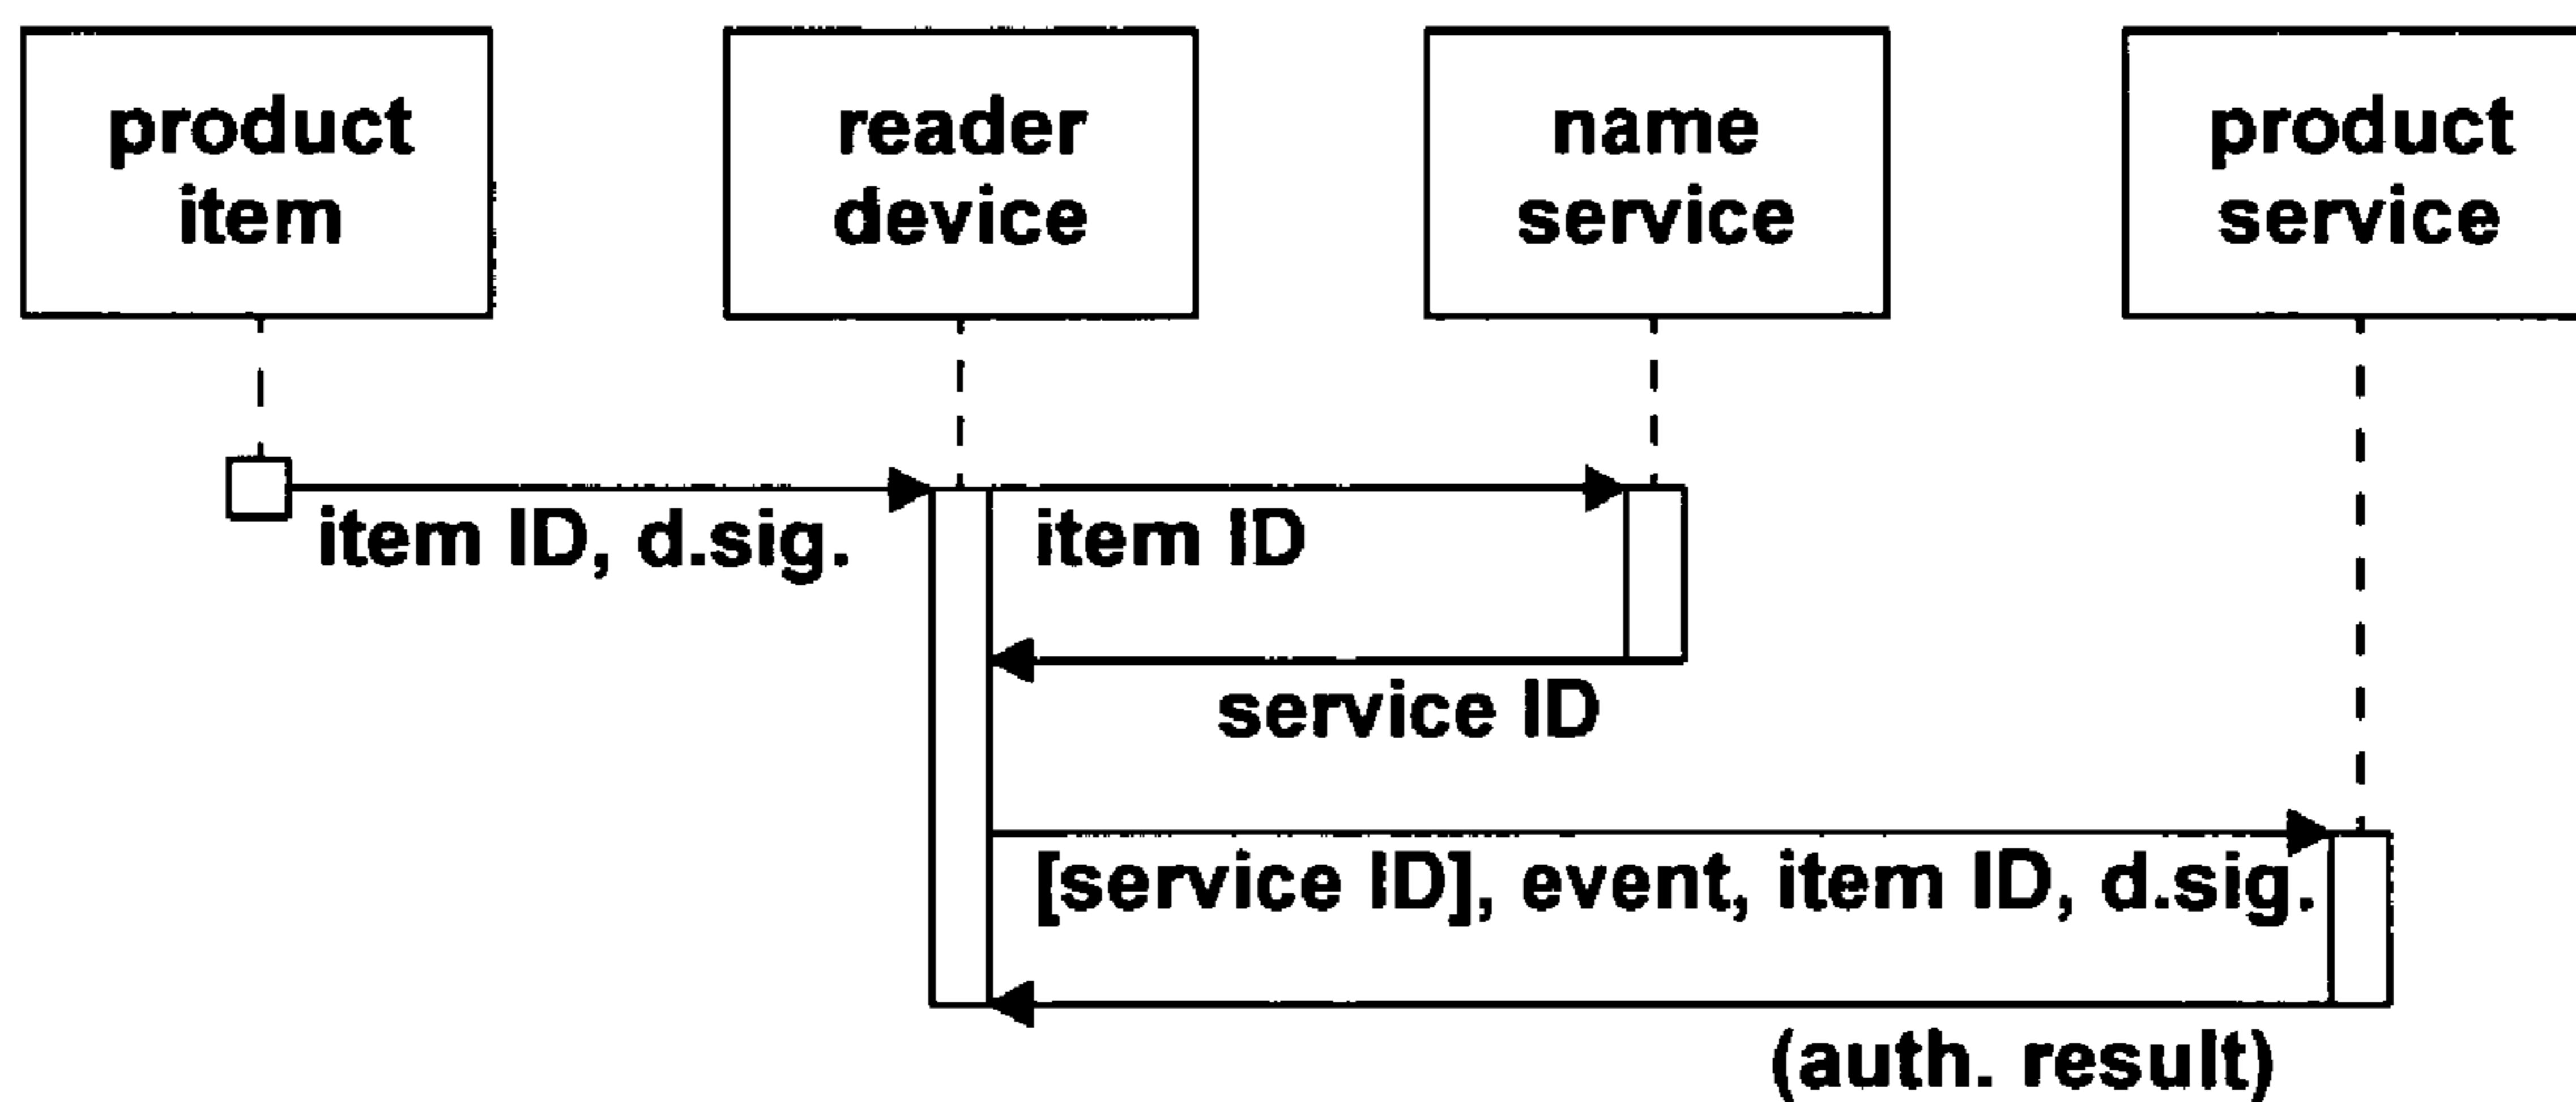 product
item
reader
device
name
service
product
service
item ID, d.sig.
item ID
service ID
[service ID], event, item ID, d.sig.
(auth. result)